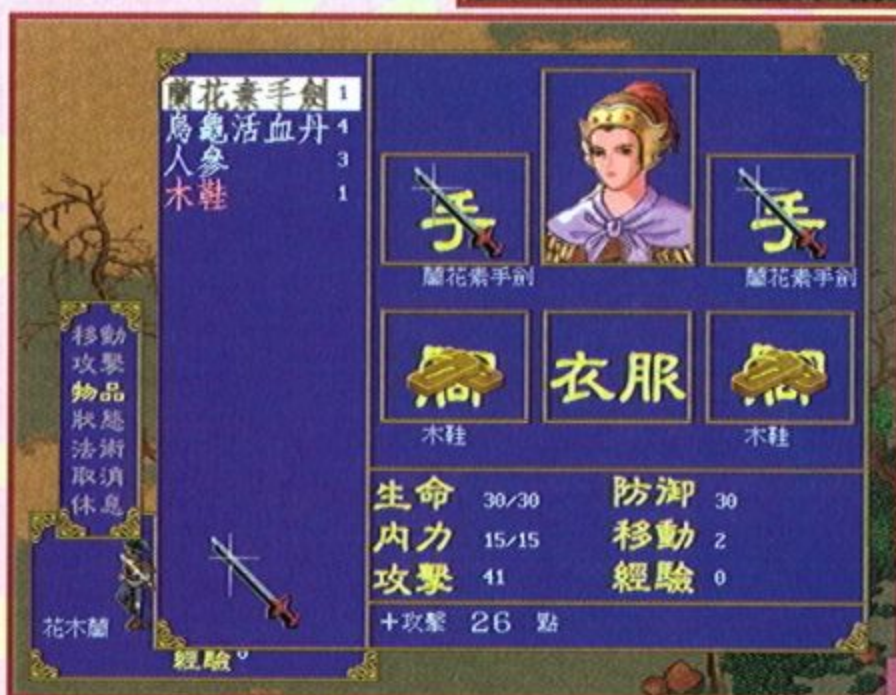 蘭花素手劍 1
烏龜活血丹 4
人參 3
木鞋 1
手
手
蘭花素手劍
蘭花素手劍
腳
衣服
腳
木鞋
木鞋
移動
攻擊
物品
狀態
法術
取消
休息
生命 30/30 防御 30
內力 15/15 移動 2
攻擊 41 經驗 0
+攻擊 26 點
花木蘭
經驗 0